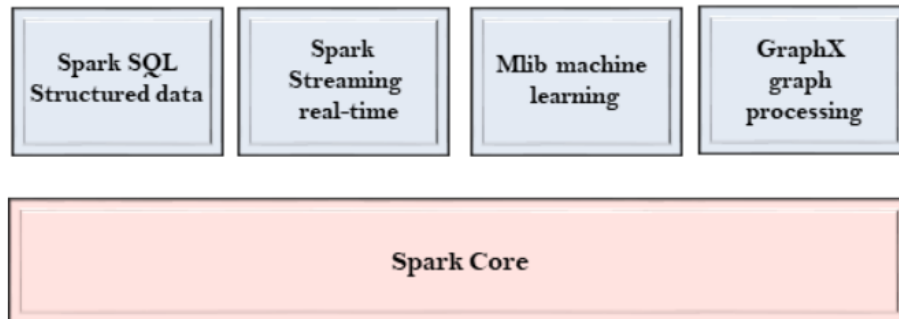 Spark SQL
Structured data
Spark
Streaming
real-time
Mlib machine
learning
GraphX
graph
processing
Spark Core